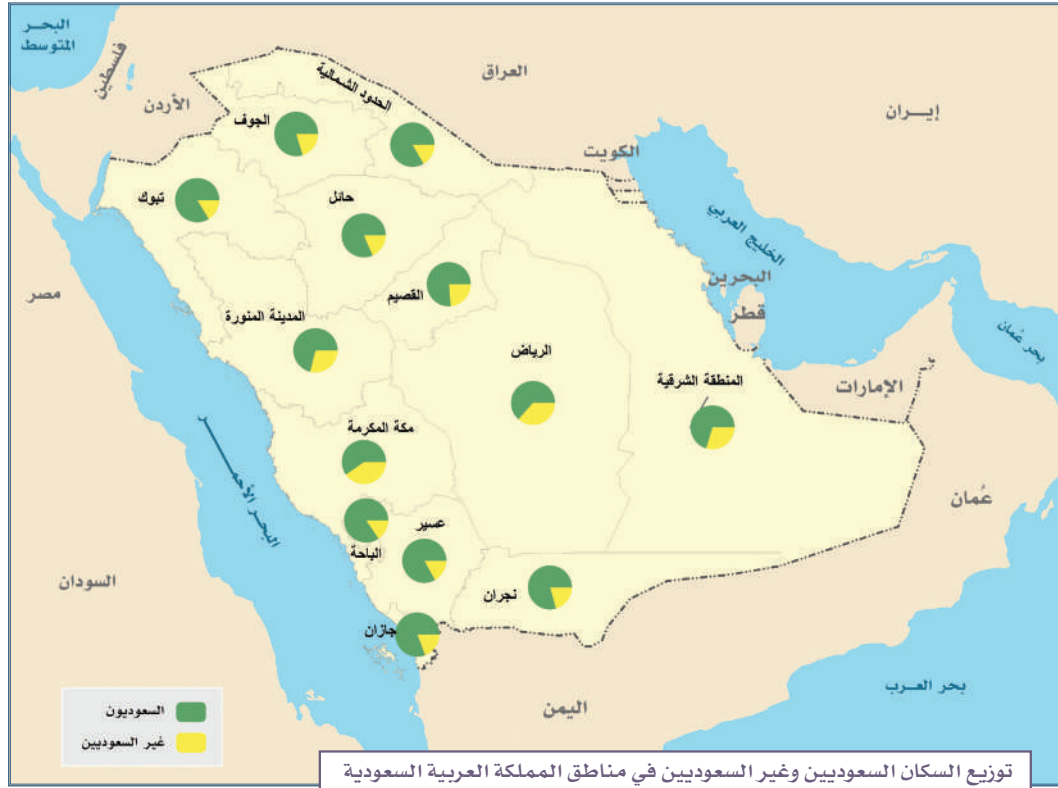 البحر
المتوسط
فلسطين
الأردن
العراق
إيران
الكويت
الحدود الشمالية
الجوف
تبوك
حائل
القصيم
المدينة المنورة
الرياض
المنطقة الشرقية
مكة المكرمة
الباحة
عسير
نجران
جازان
الخليج العربي
البحرين
قطر
بحر عُمان
الإمارات
عُمان
مصر
البحر الأحمر
السودان
اليمن
بحر العرب
السعوديون
غير السعوديين
توزيع السكان السعوديين وغير السعوديين في مناطق المملكة العربية السعودية